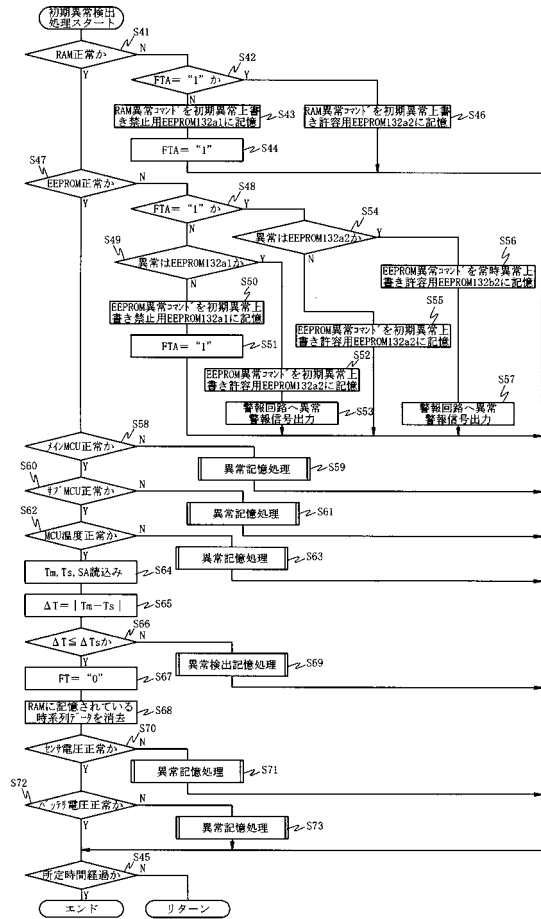 初期異常検出
処理スタート
S41
RAM正常か
N
Y
S42
FTA=“1”か
Y
N
RAM異常コマンドを初期異常上書
き禁止用EEPROM132a1に記憶
S43
RAM異常コマンドを初期異常上書
き許容用EEPROM132a2に記憶
S46
FTA=“1”
S44
S47
EEPROM正常か
N
Y
S48
FTA=“1”か
Y
N
S54
異常はEEPROM132a2か
Y
N
S49
異常はEEPROM132a1か
Y
N
S56
EEPROM異常コマンドを常時異常上
書き許容用EEPROM132b2に記憶
S50
EEPROM異常コマンドを初期異常上
書き禁止用EEPROM132a1に記憶
S55
EEPROM異常コマンドを初期異常上
書き許容用EEPROM132a2に記憶
FTA=“1”
S51
S52
EEPROM異常コマンドを初期異常上
書き許容用EEPROM132a2に記憶
警報回路へ異常
警報信号出力
S53
S57
警報回路へ異常
警報信号出力
S58
メインMCU正常か
N
Y
異常記憶処理
S59
S60
サブMCU正常か
N
Y
異常記憶処理
S61
S62
MCU温度正常か
N
Y
異常記憶処理
S63
Tm,Ts,SA読込み
S64
ΔT=|Tm−Ts|
S65
S66
ΔT≦ΔTsか
N
Y
異常検出記憶処理
S69
FT=“0”
S67
RAMに記憶されている
時系列データを消去
S68
S70
センサ電圧正常か
N
Y
異常記憶処理
S71
S72
バッテリ電圧正常か
N
Y
異常記憶処理
S73
S45
所定時間経過か
N
Y
エンド
リターン